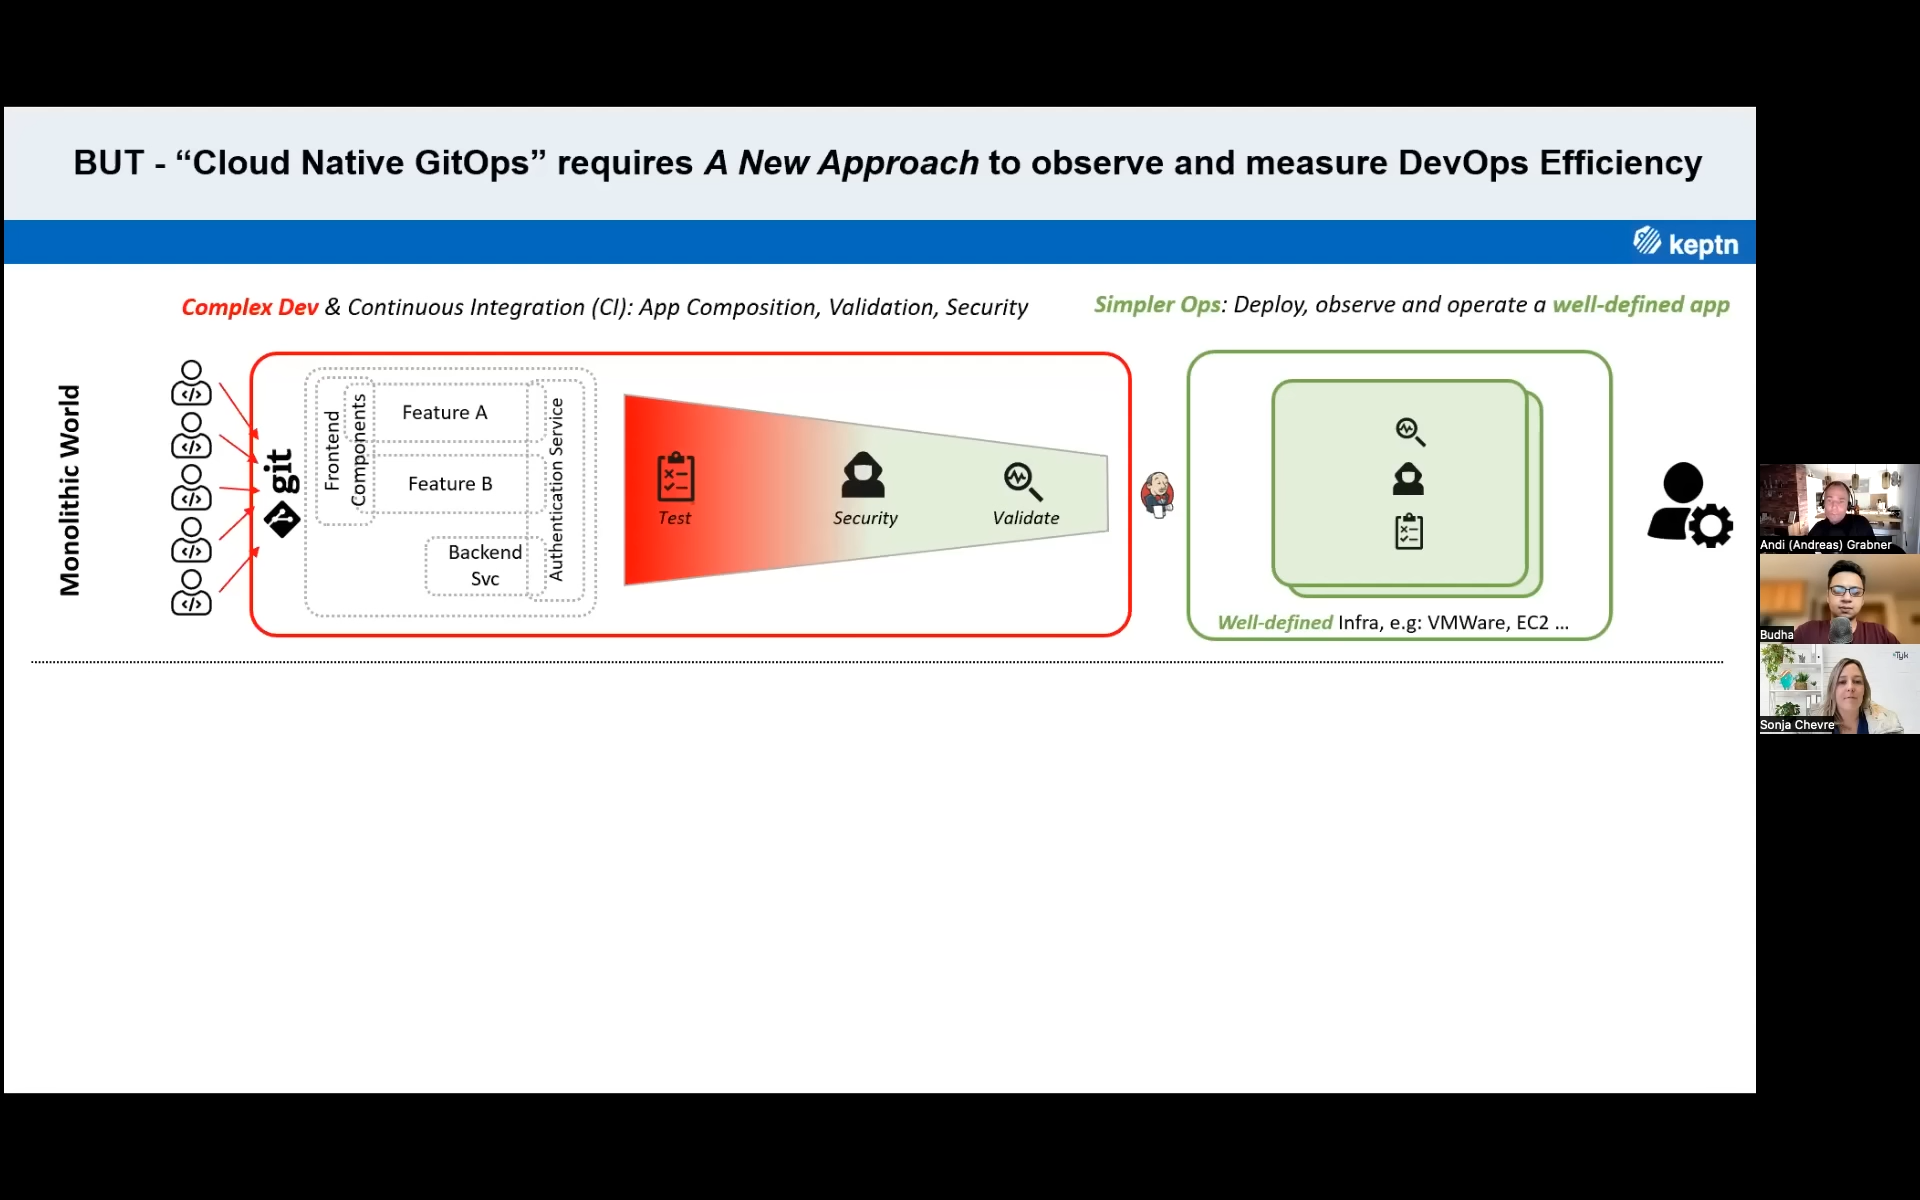 BUT - “Cloud Native GitOps” requires A New Approach to observe and measure DevOps Efficiency
keptn
Complex Dev & Continuous Integration (CI): App Composition, Validation, Security
Simpler Ops: Deploy, observe and operate a well-defined app
Monolithic World
git
Frontend
Components
Feature A
Feature B
Backend
Svc
Authentication Service
Test
Security
Validate
Well-defined Infra, e.g: VMWare, EC2 ...
Andi (Andreas) Grabner
Budha
Tyk
Sonja Chevre